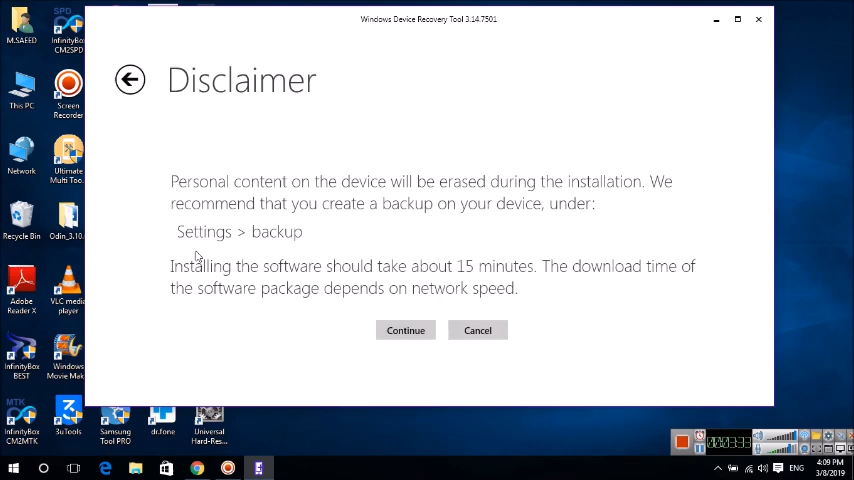 Windows Device Recovery Tool 3.14.7501
Disclaimer
Personal content on the device will be erased during the installation. We
recommend that you create a backup on your device, under:
Settings > backup
Installing the software should take about 15 minutes. The download time of
the software package depends on network speed.
Continue
Cancel
M.SAEED
InfinityBox
CM2SPD
This PC
Screen
Recorder
Network
Ultimate
Multi Too...
Recycle Bin
Odin_3.10.
Adobe
Reader X
VLC media
player
InfinityBox
BEST
Windows
Movie Mak
InfinityBox
CM2MTK
3uTools
Samsung
Tool PRO
dr.fone
Universal
Hard-Res...
SPD
MTK
ENG
4:09 PM
3/8/2019